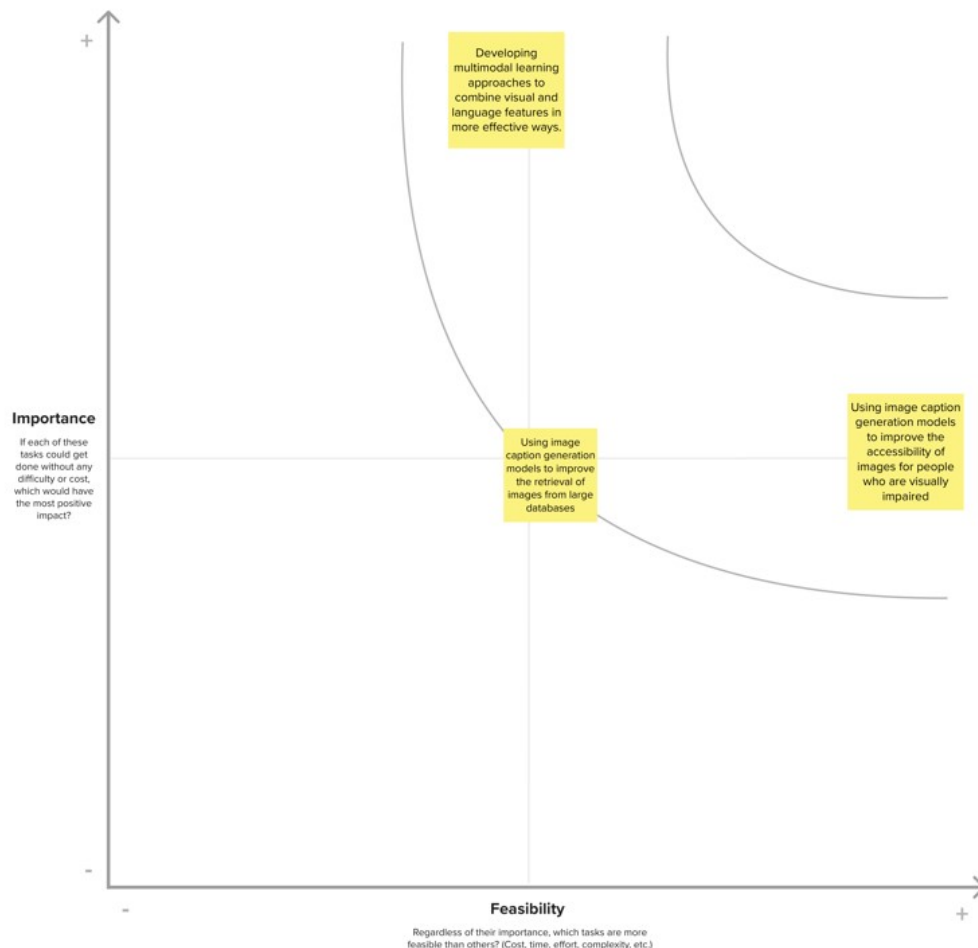 +
Developing
multimodal learning
approaches to
combine visual and
language features in
more effective ways.
Importance
If each of these
tasks could get
done without any
difficulty or cost,
which would have
the most positive
impact?
Using image
caption generation
models to improve
the retrieval of
images from large
databases
Using image caption
generation models
to improve the
accessibility of
images for people
who are visually
impaired
-
-
Feasibility
+
Regardless of their importance, which tasks are more
feasible than others? (Cost, time, effort, complexity, etc.)